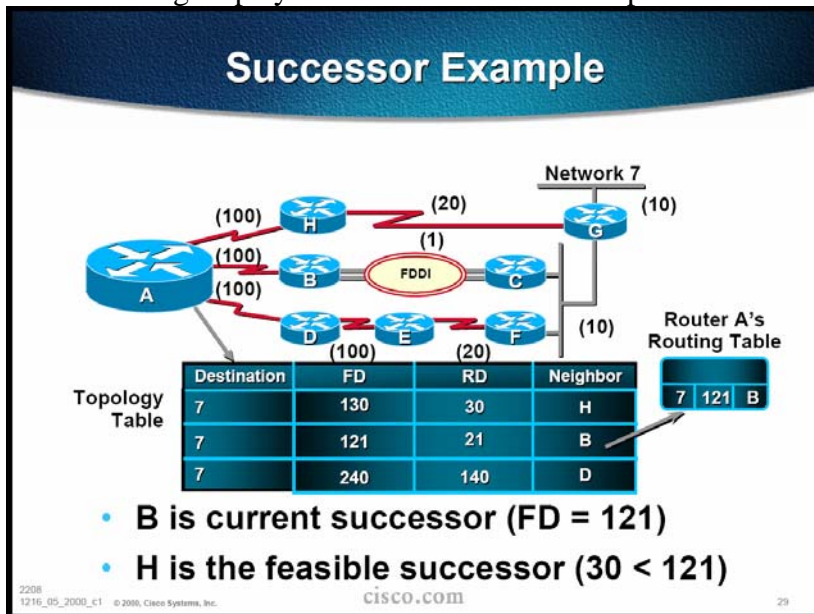 Successor Example
Network 7
(100)
H
(20)
G
(10)
(1)
(100)
B
FDDI
C
A
(100)
D
E
F
(10)
(100)
(20)
Router A's
Routing Table
7 121 B
Topology
Table
Destination FD RD Neighbor
7 130 30 H
7 121 21 B
7 240 140 D
• B is current successor (FD = 121)
• H is the feasible successor (30 < 121)
2208
1216_05_2000_c1 © 2000, Cisco Systems, Inc.
cisco.com
29